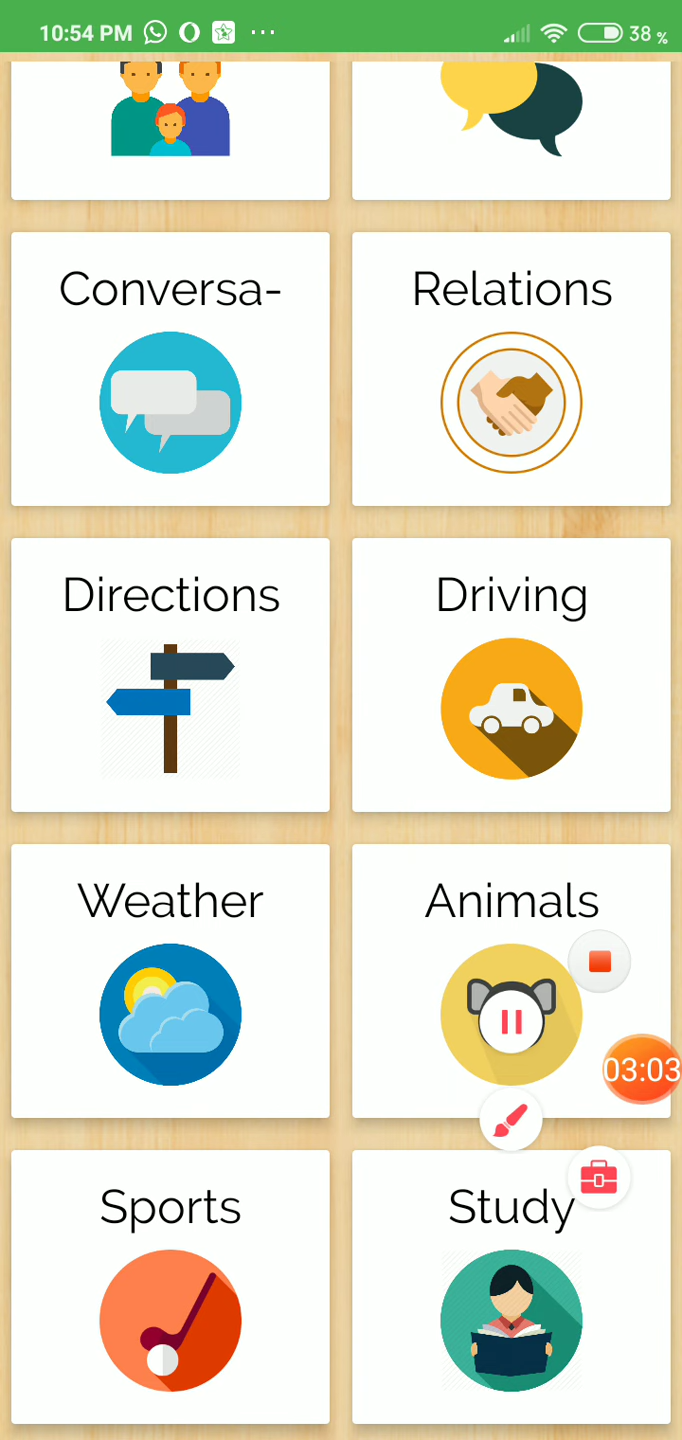 10:54 PM 38 %
Conversa- Relations
Directions Driving
Weather Animals
03:03
Sports Study